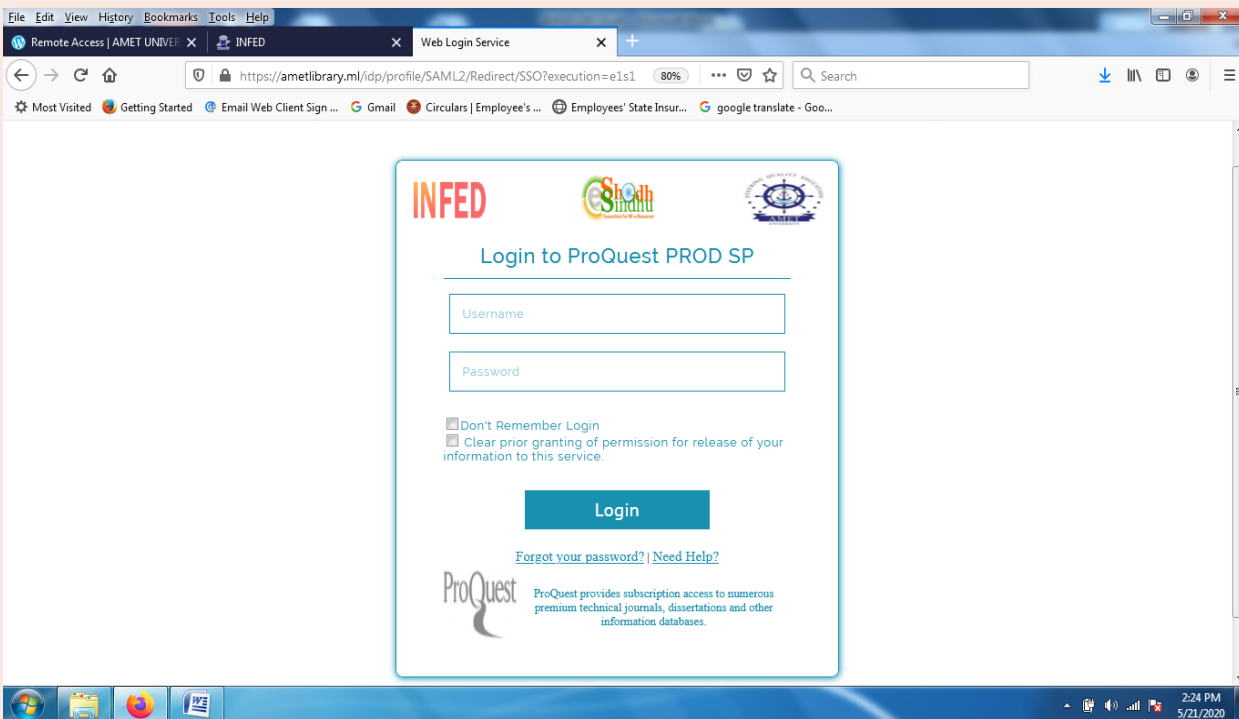 File Edit View History Bookmarks Tools Help
Remote Access | AMET UNIVER INFED Web Login Service
https://ametlibrary.ml/idp/profile/SAML2/Redirect/SSO?execution=e1s1 80% Search
Most Visited Getting Started Email Web Client Sign ... Gmail Circulars | Employee's ... Employees' State Insur... google translate - Goo...
INFED eShodh Sindhu AMET
Login to ProQuest PROD SP
Username
Password
Don't Remember Login
Clear prior granting of permission for release of your
information to this service.
Login
Forgot your password? | Need Help?
ProQuest
ProQuest provides subscription access to numerous
premium technical journals, dissertations and other
information databases.
2:24 PM
5/21/2020